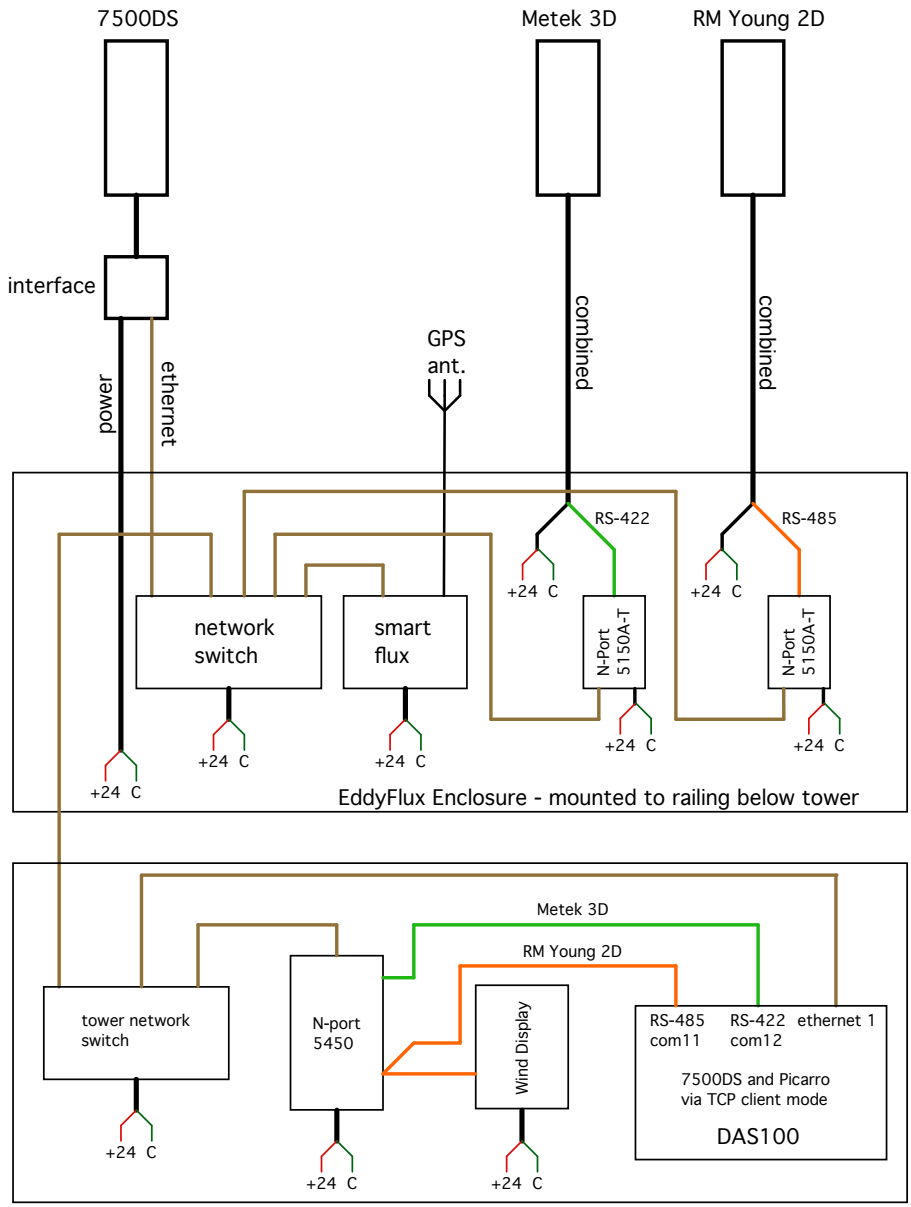 7500DS
Metek 3D
RM Young 2D
interface
power
ethernet
GPS
ant.
combined
combined
RS-422
RS-485
+24 C
+24 C
network
switch
smart
flux
N-Port
5150A-T
N-Port
5150A-T
+24 C
+24 C
+24 C
+24 C
+24 C
EddyFlux Enclosure - mounted to railing below tower
Metek 3D
RM Young 2D
tower network
switch
N-port
5450
Wind Display
RS-485
com11
RS-422
com12
ethernet 1
7500DS and Picarro
via TCP client mode
DAS100
+24 C
+24 C
+24 C